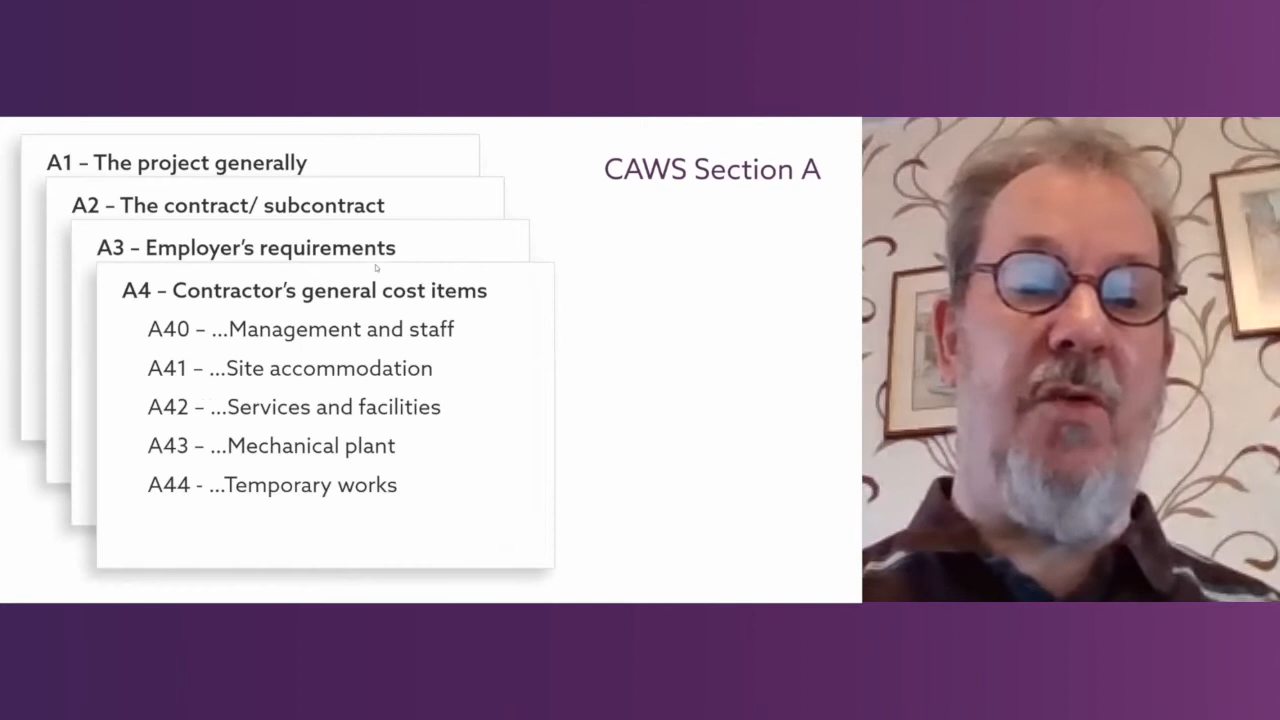 A1 – The project generally
CAWS Section A
A2 – The contract/ subcontract
A3 – Employer’s requirements
A4 – Contractor’s general cost items
A40 – ...Management and staff
A41 – ...Site accommodation
A42 – ...Services and facilities
A43 – ...Mechanical plant
A44 - ...Temporary works